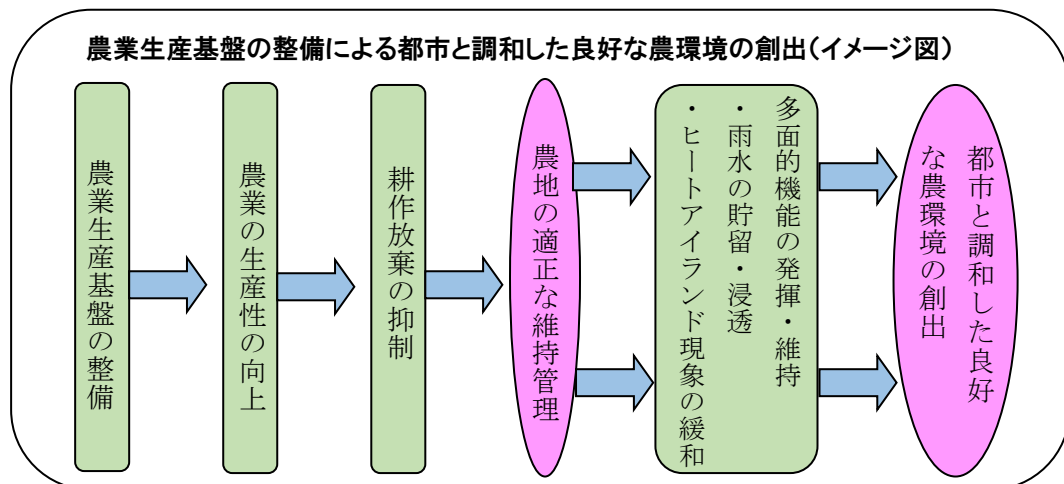 農業生産基盤の整備による都市と調和した良好な農環境の創出(イメージ図)
農業生産基盤の整備
農業の生産性の向上
耕作放棄の抑制
農地の適正な維持管理
多面的機能の発揮・維持
・雨水の貯留・浸透
・ヒートアイランド現象の緩和
都市と調和した良好
な農環境の創出